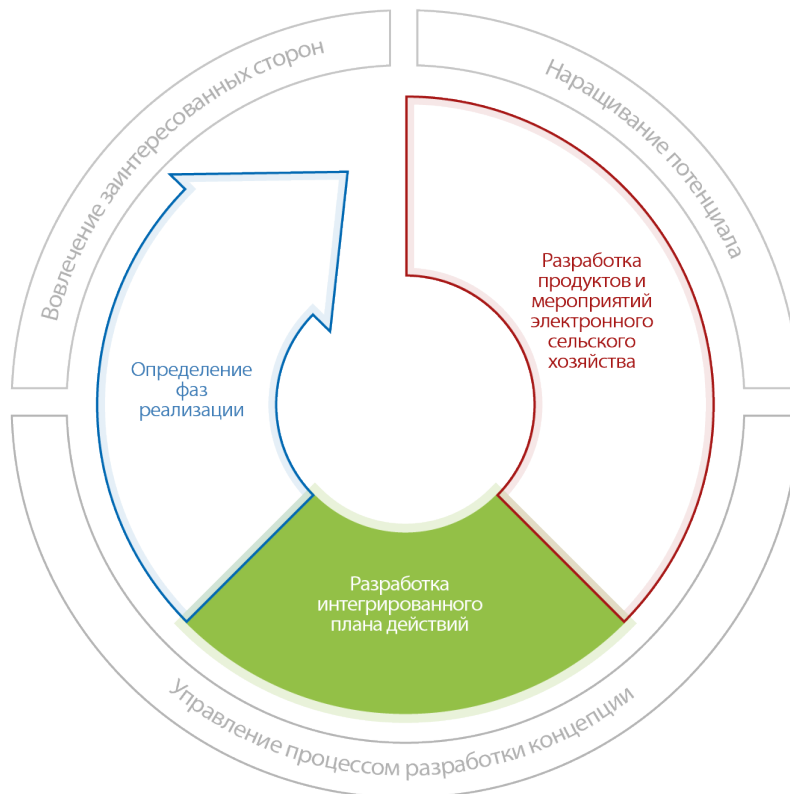 Вовлечение заинтересованных сторон
Наращивание потенциала
Разработка
продуктов и
мероприятий
электронного
сельского
хозяйства
Определение
фаз
реализации
Разработка
интегрированного
плана действий
Управление процессом разработки концепции